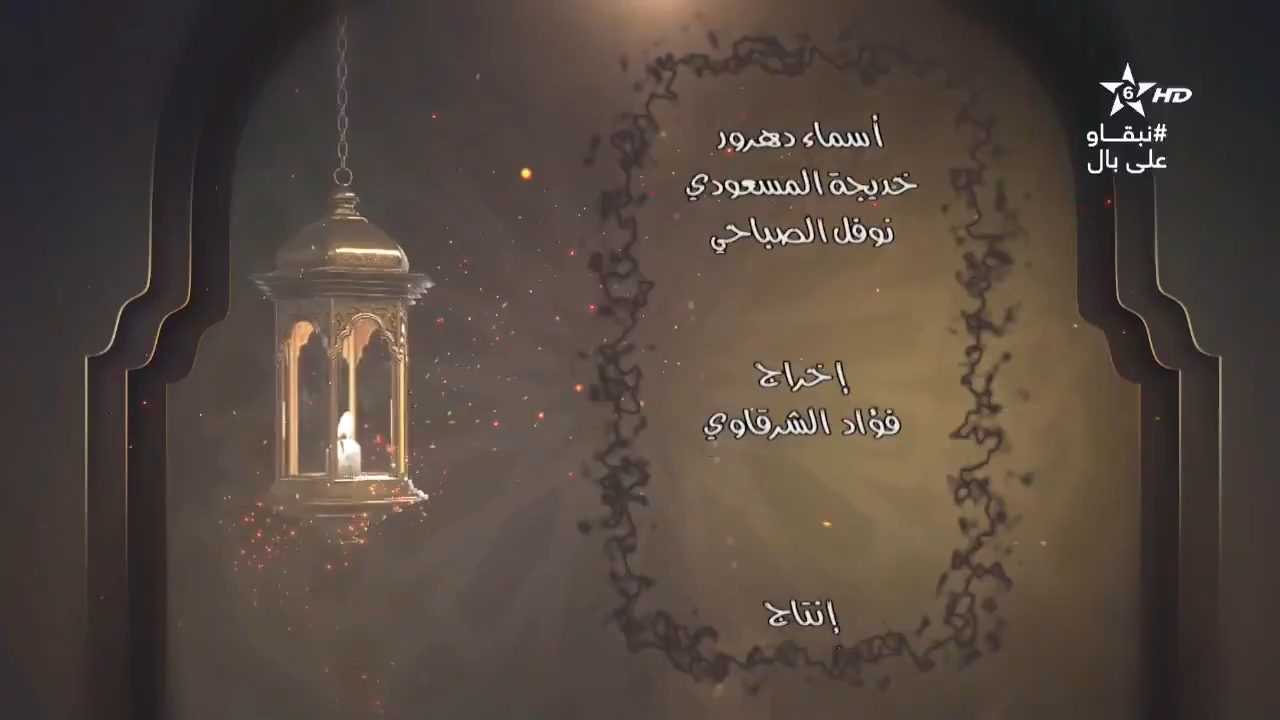 6 HD
#نبقاو
على بال
أسماء دهرور
خديجة المسعودي
نوفل الصباحي
إخراج
فؤاد الشرقاوي
إنتاج